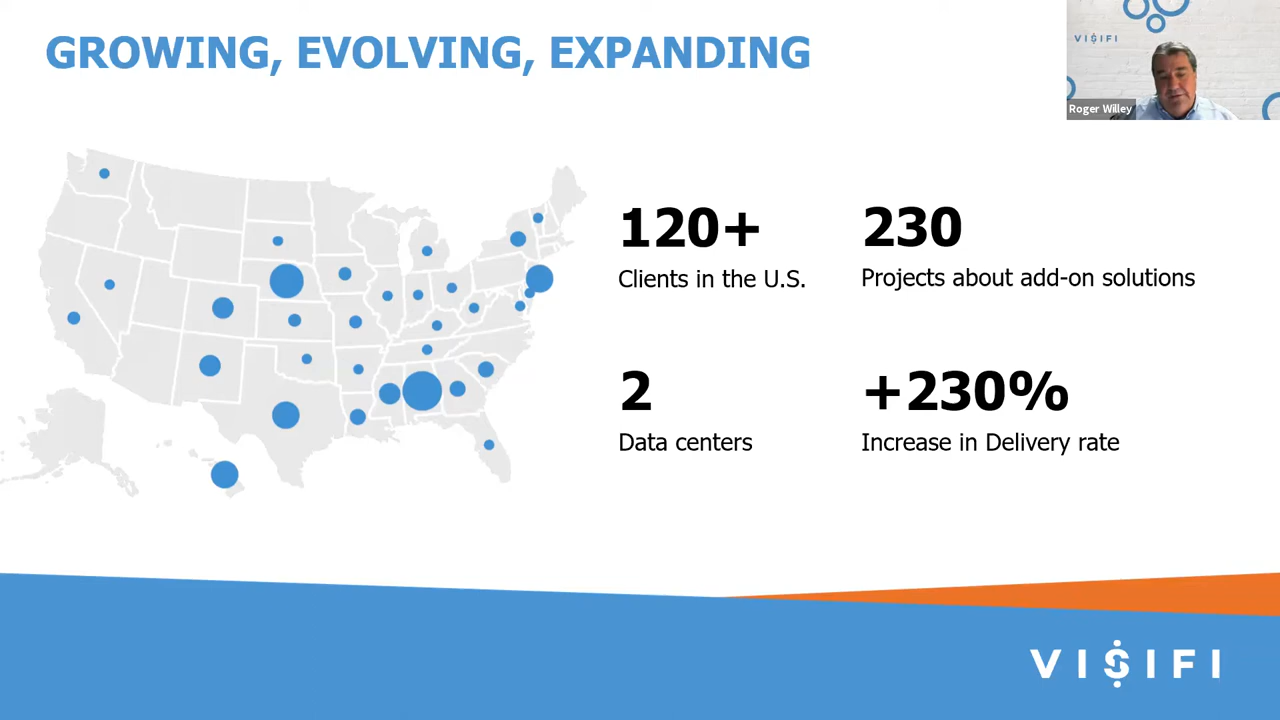 GROWING, EVOLVING, EXPANDING
VISIFI
Roger Willey
120+
Clients in the U.S.
230
Projects about add-on solutions
2
Data centers
+230%
Increase in Delivery rate
VISIFI